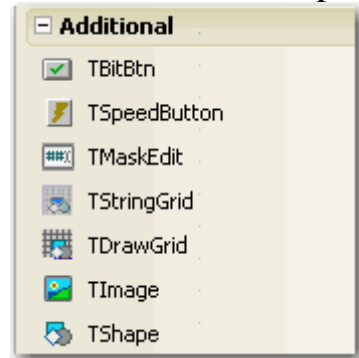 Additional
TBitBtn
TSpeedButton
TMaskEdit
TStringGrid
TDrawGrid
TImage
TShape